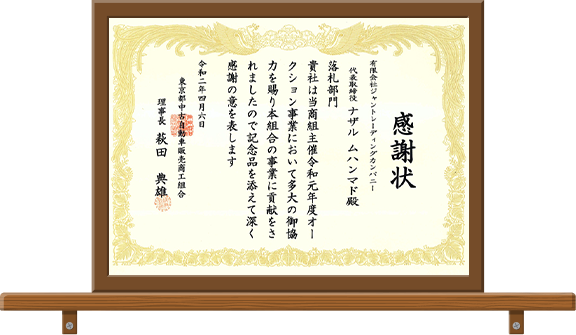 感謝状
有限会社ジャントレーディングカンパニー
代表取締役 ナザル ムハンマド殿
落札部門
貴社は当商組主催令和元年度オー
クション事業において多大の御協
力を賜り本組合の事業に貢献をさ
れましたので記念品を添えて深く
感謝の意を表します
令和二年四月六日
東京都中古自動車販売商工組合
理事長 萩田 典雄